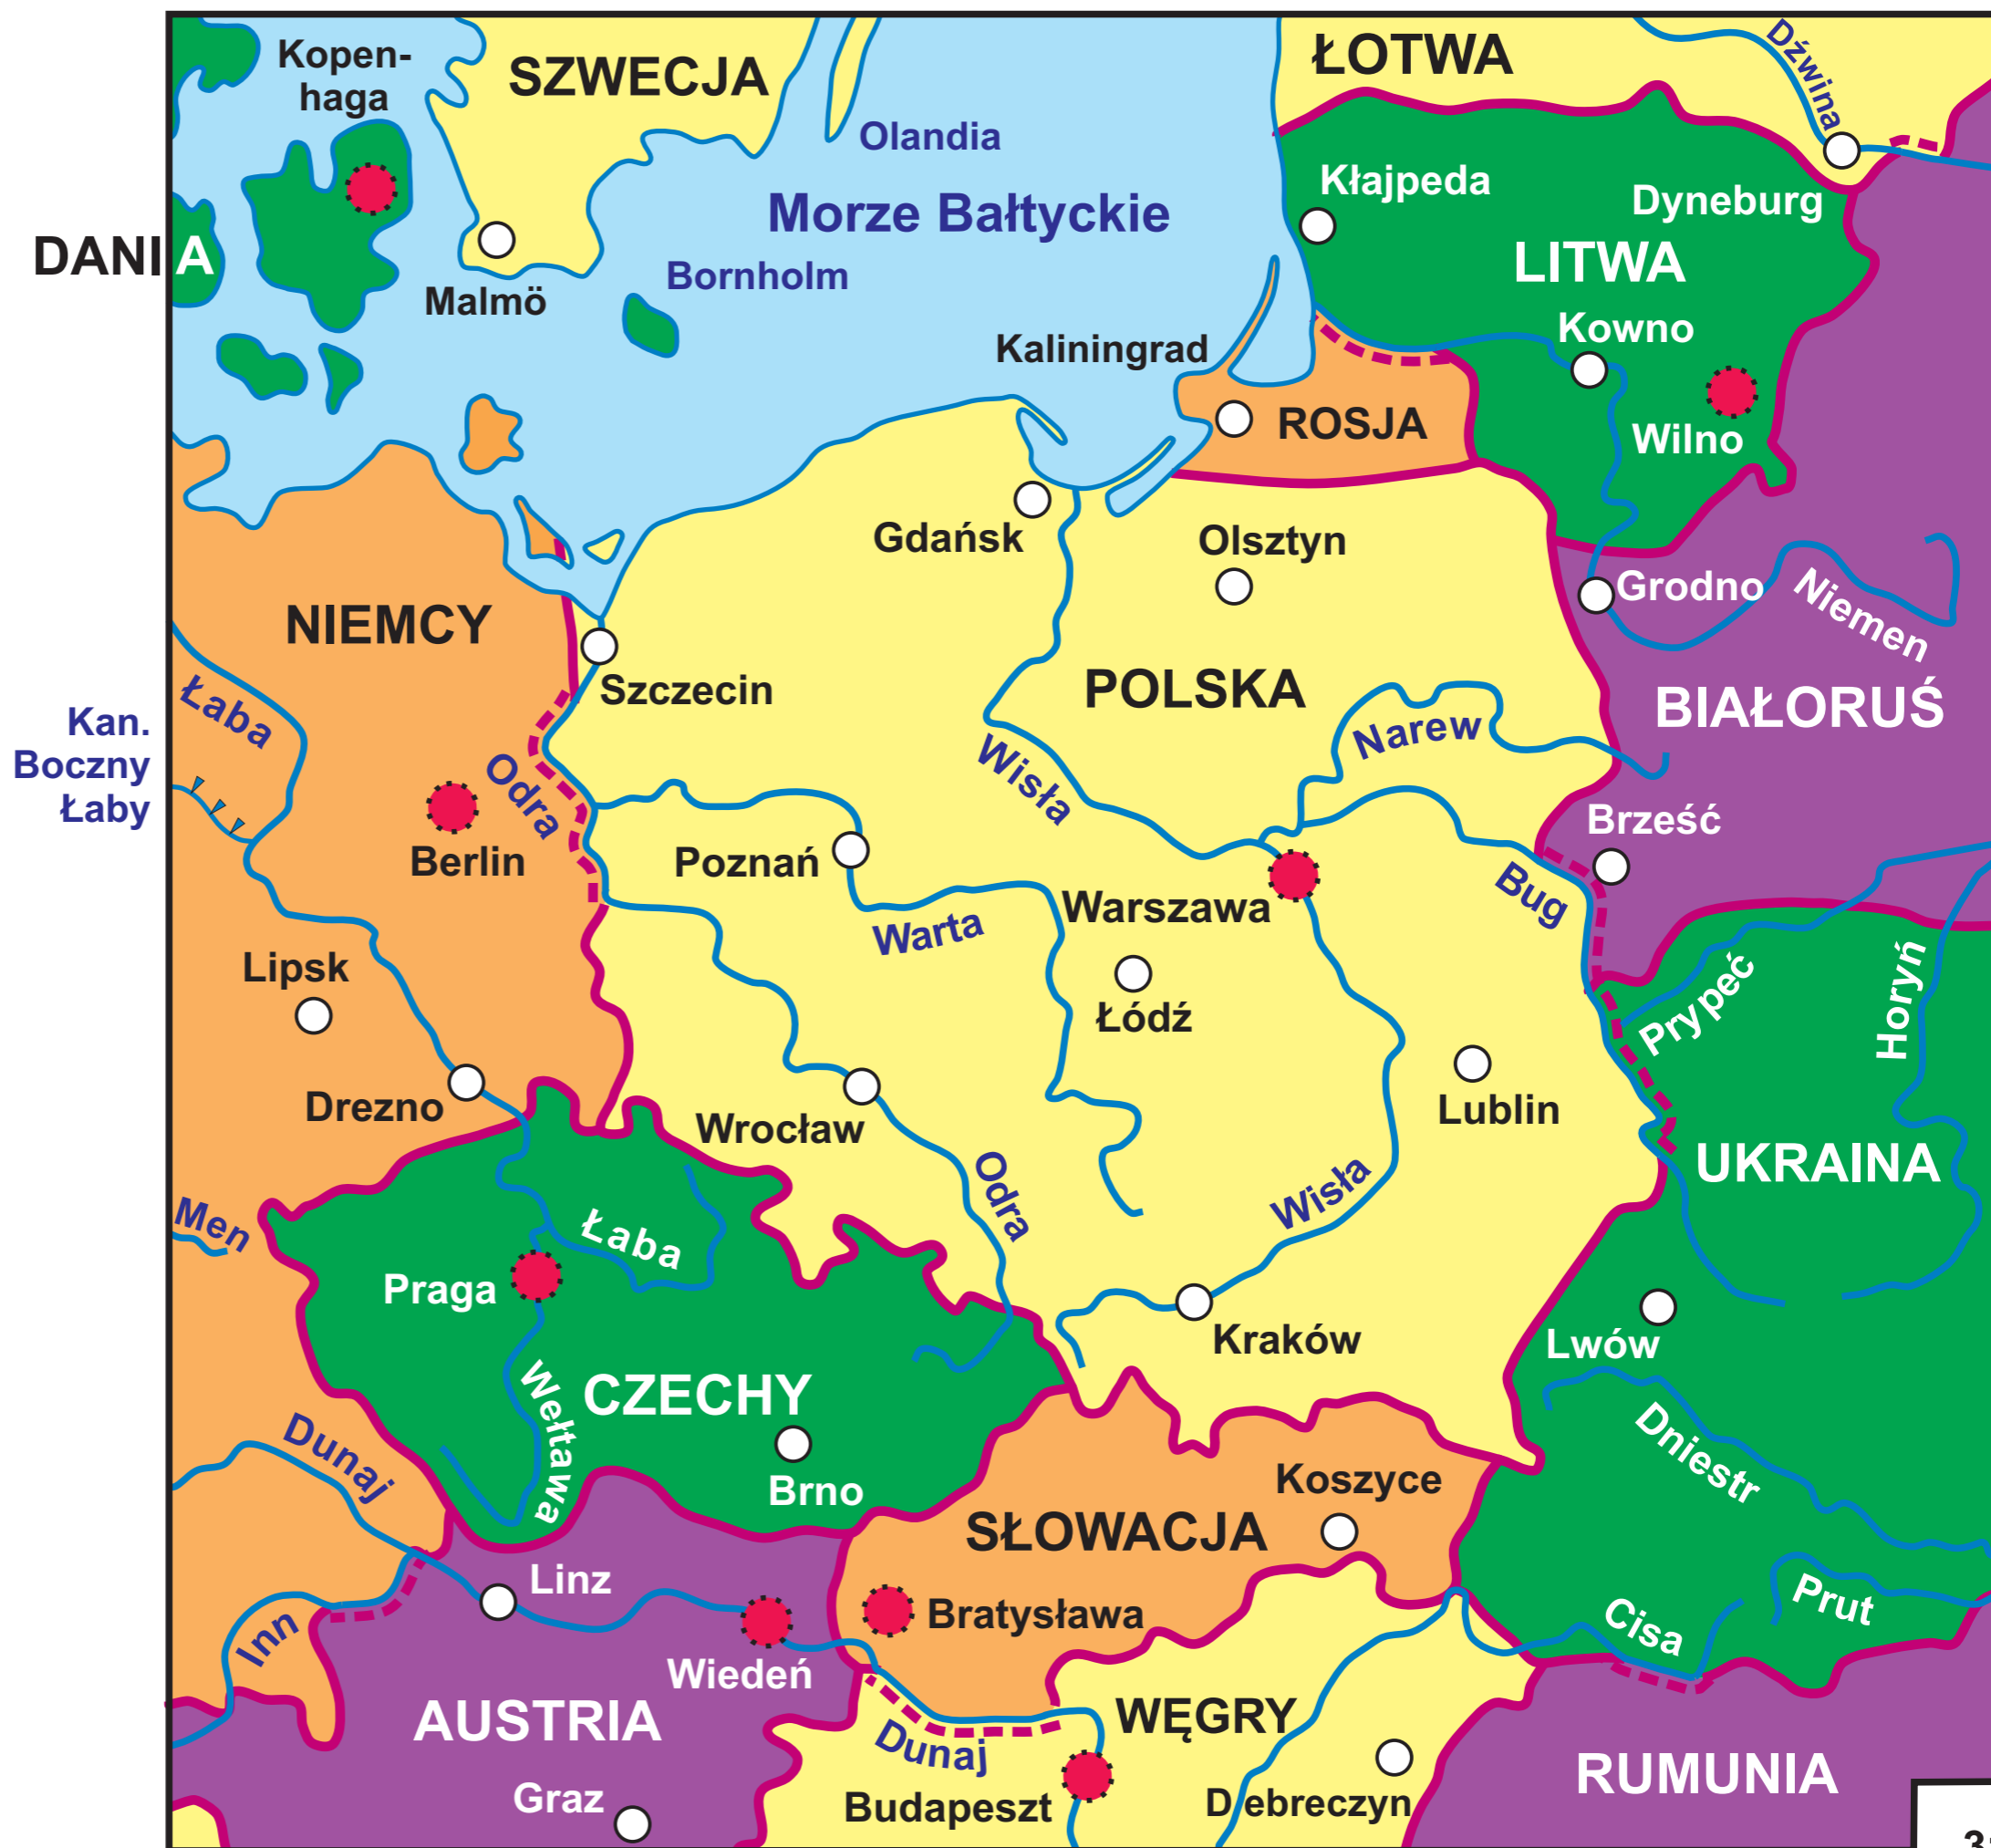 Kopen-
haga
SZWECJA
ŁOTWA
Dźwina
Olandia
Morze Bałtyckie
Kłajpeda
Dyneburg
DANIA
Malmö
Bornholm
LITWA
Kaliningrad
Kowno
ROSJA
Wilno
Gdańsk
Olsztyn
Grodno
Niemen
NIEMCY
Szczecin
POLSKA
BIAŁORUŚ
Łaba
Kan.
Boczny
Łaby
Odra
Wisła
Narew
Berlin
Poznań
Brześć
Warszawa
Bug
Warta
Lipsk
Łódź
Prypeć
Horyń
Drezno
Wrocław
Lublin
UKRAINA
Men
Łaba
Odra
Wisła
Praga
Kraków
Lwów
Wełtawa
CZECHY
Brno
Dunaj
Dniestr
Koszyce
SŁOWACJA
Linz
Bratysława
Inn
Cisa
Prut
Wiedeń
AUSTRIA
Dunaj
WĘGRY
RUMUNIA
Graz
Budapeszt
Debreczyn